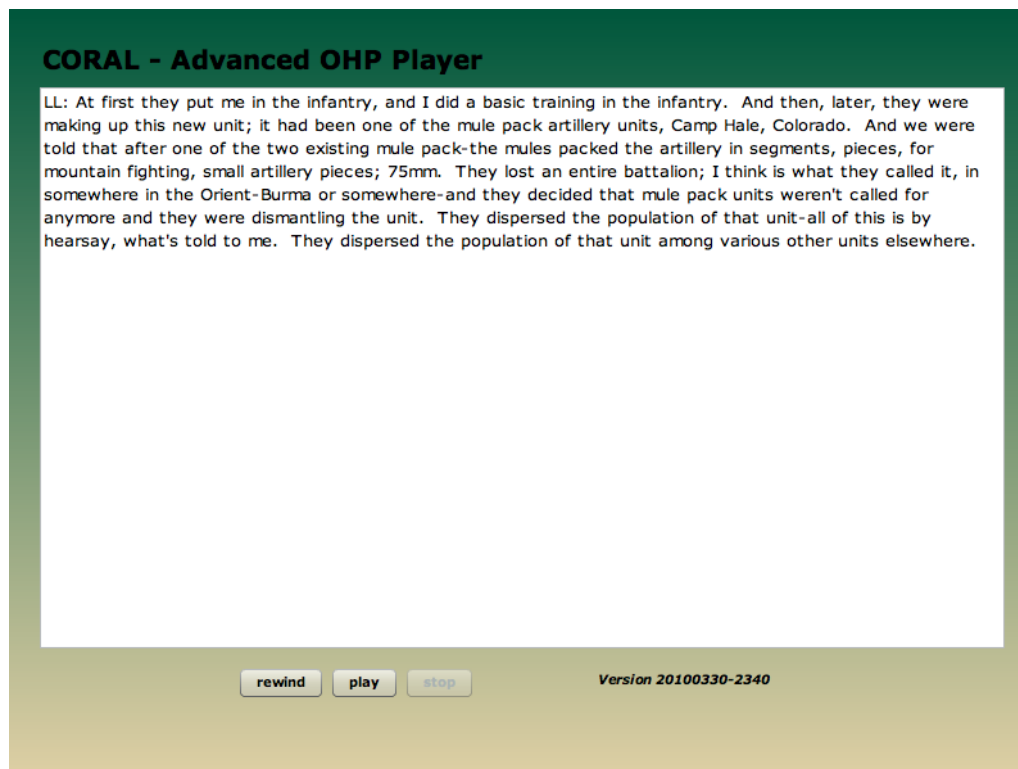 CORAL - Advanced OHP Player
LL: At first they put me in the infantry, and I did a basic training in the infantry.  And then, later, they were
making up this new unit; it had been one of the mule pack artillery units, Camp Hale, Colorado.  And we were
told that after one of the two existing mule pack-the mules packed the artillery in segments, pieces, for
mountain fighting, small artillery pieces; 75mm.  They lost an entire battalion; I think is what they called it, in
somewhere in the Orient-Burma or somewhere-and they decided that mule pack units weren't called for
anymore and they were dismantling the unit.  They dispersed the population of that unit-all of this is by
hearsay, what's told to me.  They dispersed the population of that unit among various other units elsewhere.
rewind play stop Version 20100330-2340